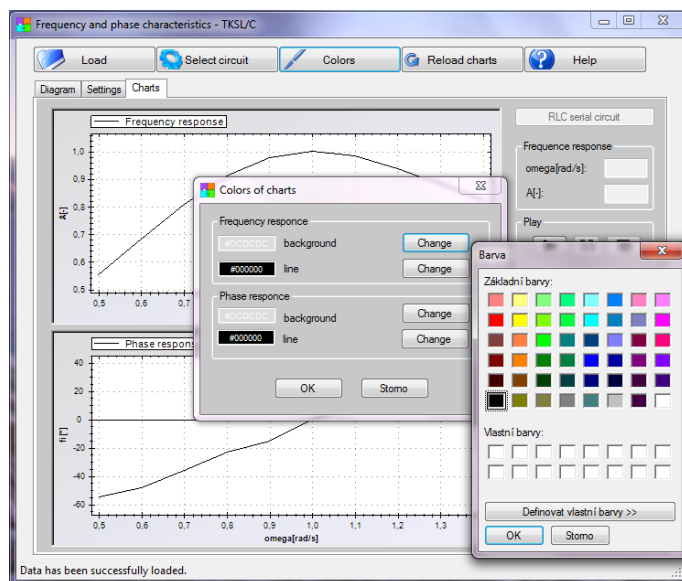 Frequency and phase characteristics - TKSL/C
Load
Select circuit
Colors
Reload charts
Help
Diagram
Settings
Charts
Frequency response
A[-]
1,0
0,9
0,8
0,7
0,6
0,5
0,5 0,6 0,7
RLC serial circuit
Frequence response
omega[rad/s]:
A[-]:
Play
Colors of charts
Frequency responce
#DCDCDC background Change
#000000 line Change
Phase responce
#DCDCDC background Change
#000000 line Change
OK Storno
Barva
Základní barvy:
Vlastní barvy:
Definovat vlastní barvy >>
OK Storno
Phase respon
fi[°]
40
20
0
-20
-40
-60
0,5 0,6 0,7 0,8 0,9 1,0 1,1 1,2 1,3
omega[rad/s]
Data has been successfully loaded.